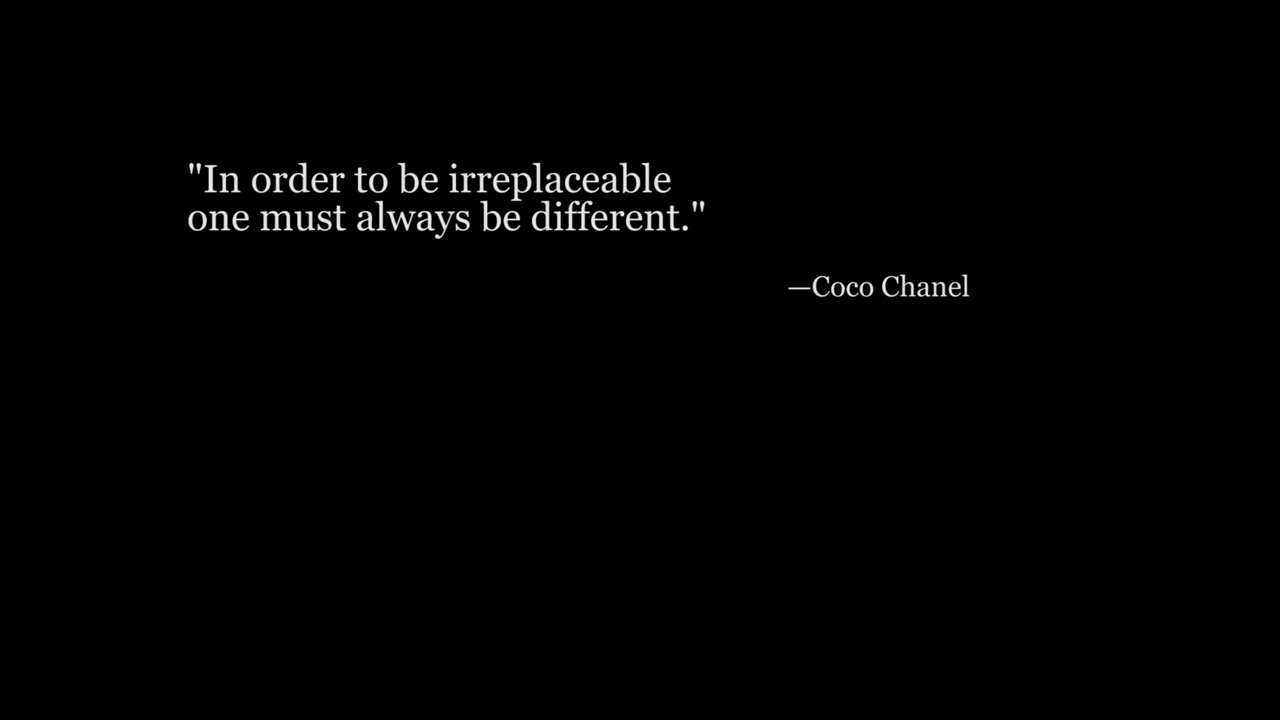 "In order to be irreplaceable
one must always be different."
—Coco Chanel